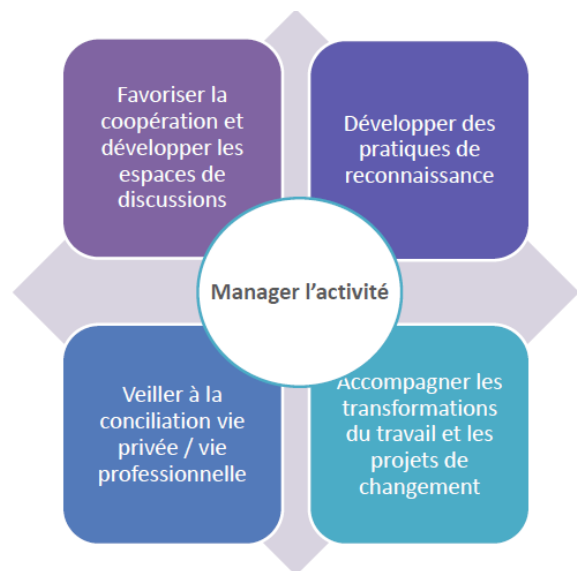 Favoriser la
coopération et
développer les
espaces de
discussions
Développer des
pratiques de
reconnaissance
Manager l'activité
Veiller à la
conciliation vie
privée / vie
professionnelle
Accompagner les
transformations
du travail et les
projets de
changement